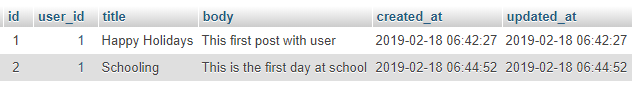 id user_id title body created_at updated_at
1 1 Happy Holidays This first post with user 2019-02-18 06:42:27 2019-02-18 06:42:27
2 1 Schooling This is the first day at school 2019-02-18 06:44:52 2019-02-18 06:44:52